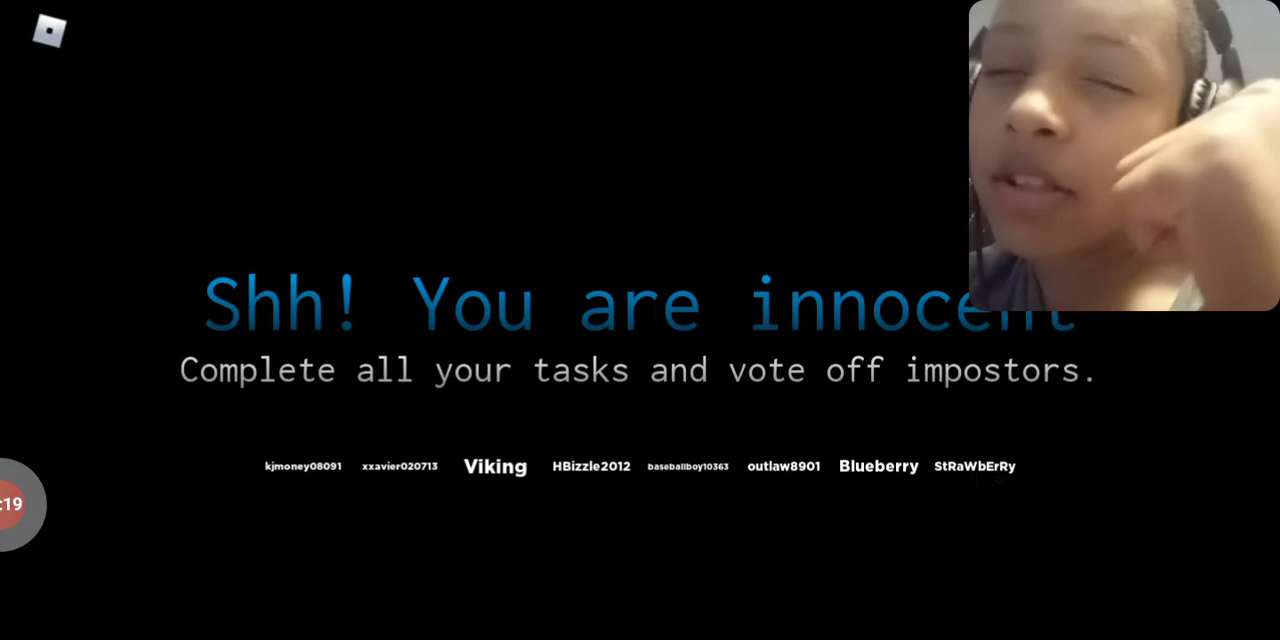 Shh! You are innocent
Complete all your tasks and vote off impostors.
kjmoney08091 xxavier020713 Viking HBizzle2012 baseballboy10363 outlaw8901 Blueberry StRaWbErRy
:19